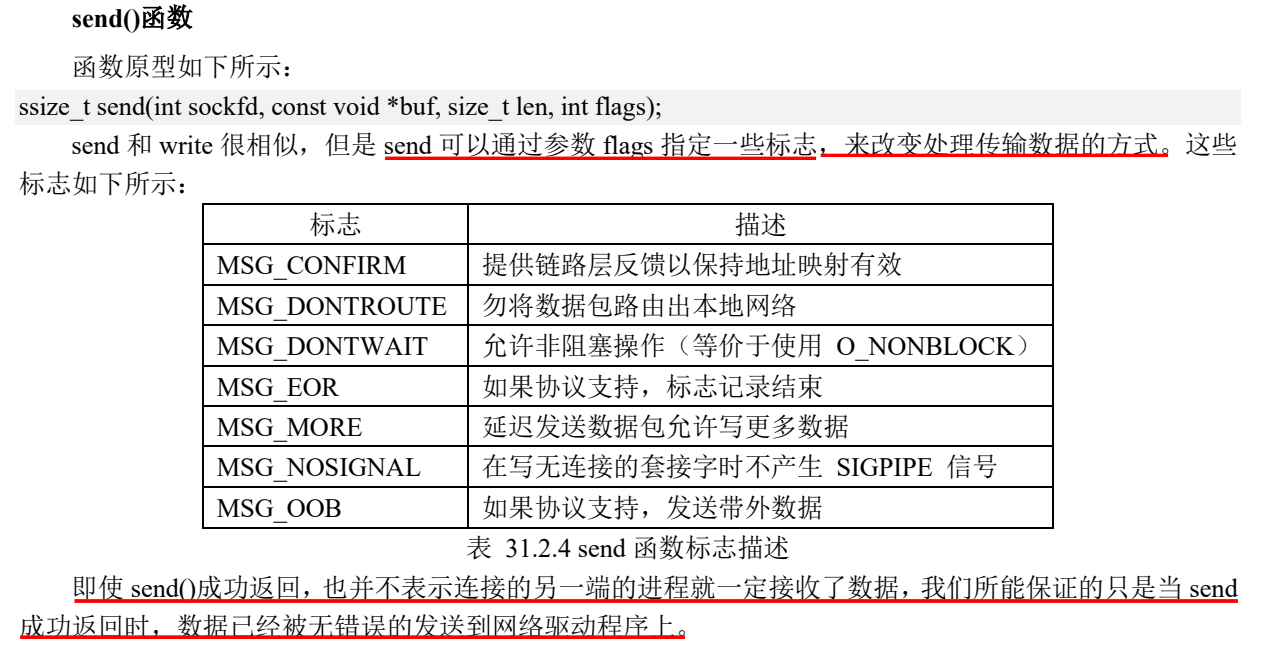 send()函数
函数原型如下所示：
ssize_t send(int sockfd, const void *buf, size_t len, int flags);
send 和 write 很相似，但是 send 可以通过参数 flags 指定一些标志，来改变处理传输数据的方式。这些
标志如下所示：
标志 描述
MSG_CONFIRM 提供链路层反馈以保持地址映射有效
MSG_DONTROUTE 勿将数据包路由出本地网络
MSG_DONTWAIT 允许非阻塞操作（等价于使用 O_NONBLOCK）
MSG_EOR 如果协议支持，标志记录结束
MSG_MORE 延迟发送数据包允许写更多数据
MSG_NOSIGNAL 在写无连接的套接字时不产生 SIGPIPE 信号
MSG_OOB 如果协议支持，发送带外数据
表 31.2.4 send 函数标志描述
即使 send()成功返回，也并不表示连接的另一端的进程就一定接收了数据，我们所能保证的只是当 send
成功返回时，数据已经被无错误的发送到网络驱动程序上。